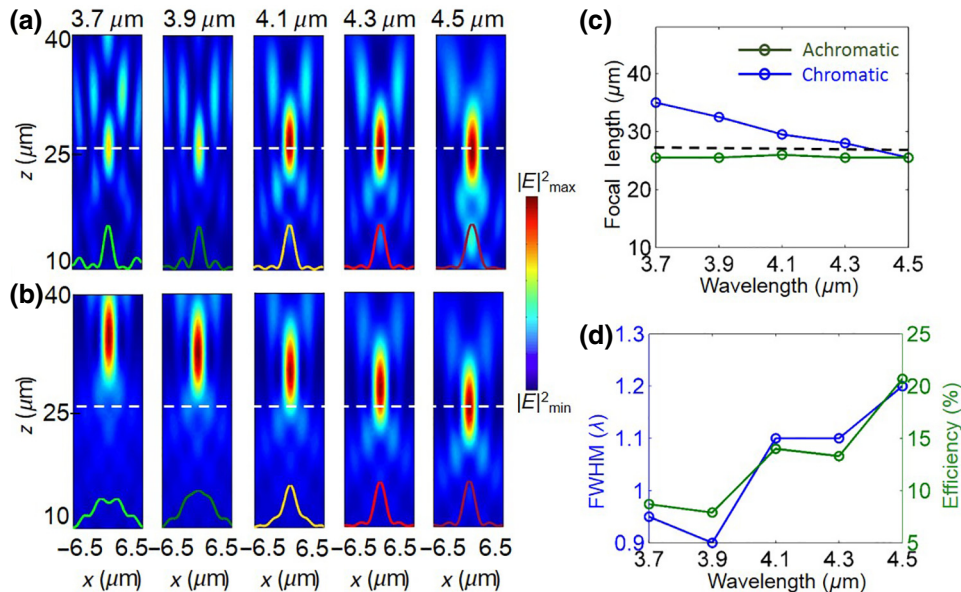 (a)
3.7 μm
3.9 μm
4.1 μm
4.3 μm
4.5 μm
40
z (μm)
25
10
|E|²max
|E|²min
(b)
40
z (μm)
25
10
−6.5 6.5
−6.5 6.5
−6.5 6.5
−6.5 6.5
−6.5 6.5
x (μm)
x (μm)
x (μm)
x (μm)
x (μm)
(c)
Achromatic
Chromatic
Focal length (μm)
40
30
20
10
3.7 3.9 4.1 4.3 4.5
Wavelength (μm)
(d)
FWHM (λ)
1.3
1.2
1.1
1
0.9
Efficiency (%)
25
20
15
10
5
3.7 3.9 4.1 4.3 4.5
Wavelength (μm)